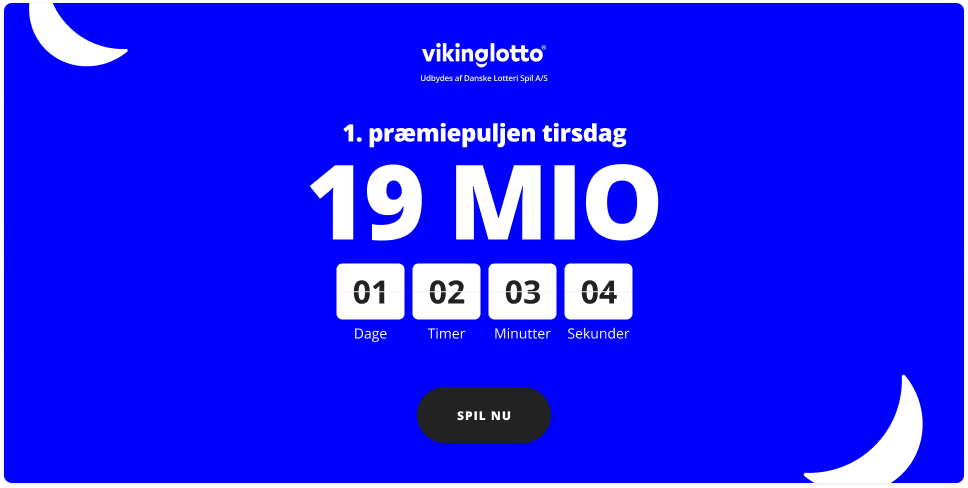 vikinglotto®
Udbydes af Danske Lotteri Spil A/S
1. præmiepuljen tirsdag
19 MIO
01 02 03 04
Dage Timer Minutter Sekunder
SPIL NU